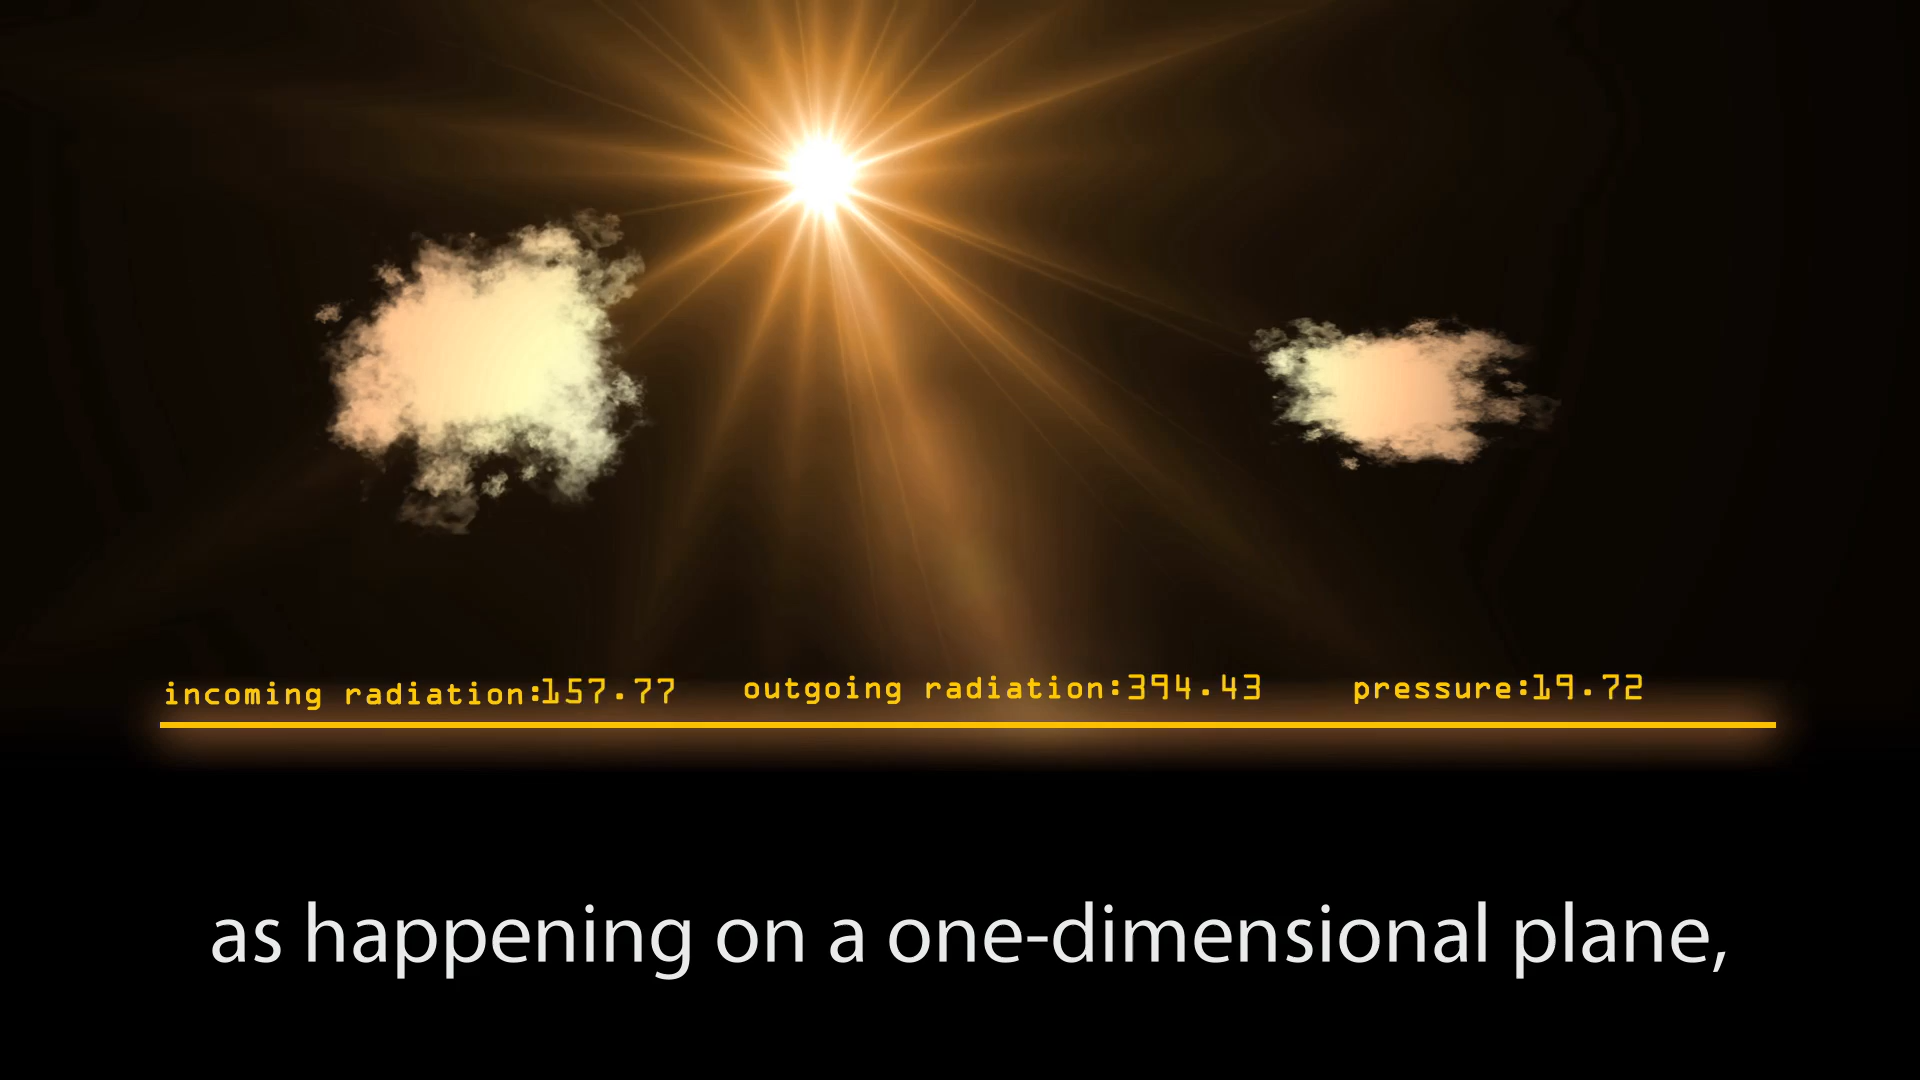 incoming radiation:157.77 outgoing radiation:394.43 pressure:19.72
as happening on a one-dimensional plane,